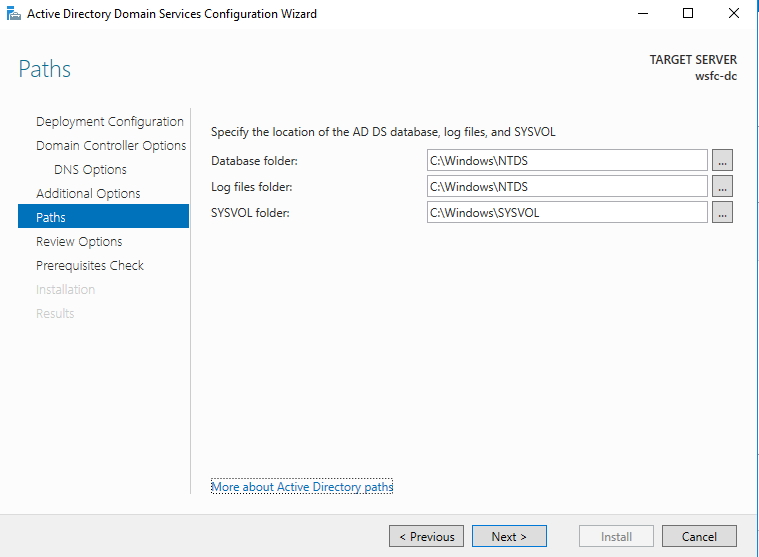 Active Directory Domain Services Configuration Wizard
Paths
TARGET SERVER
wsfc-dc
Deployment Configuration
Domain Controller Options
DNS Options
Additional Options
Paths
Review Options
Prerequisites Check
Installation
Results
Specify the location of the AD DS database, log files, and SYSVOL
Database folder: C:\Windows\NTDS ...
Log files folder: C:\Windows\NTDS ...
SYSVOL folder: C:\Windows\SYSVOL ...
More about Active Directory paths
< Previous Next > Install Cancel